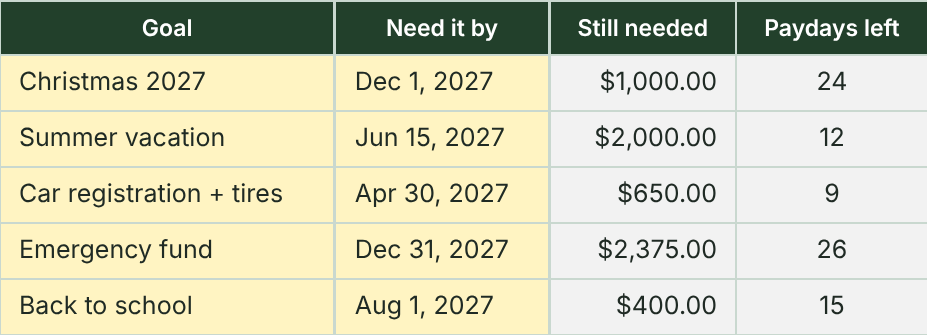 Goal Need it by Still needed Paydays left
Christmas 2027 Dec 1, 2027 $1,000.00 24
Summer vacation Jun 15, 2027 $2,000.00 12
Car registration + tires Apr 30, 2027 $650.00 9
Emergency fund Dec 31, 2027 $2,375.00 26
Back to school Aug 1, 2027 $400.00 15